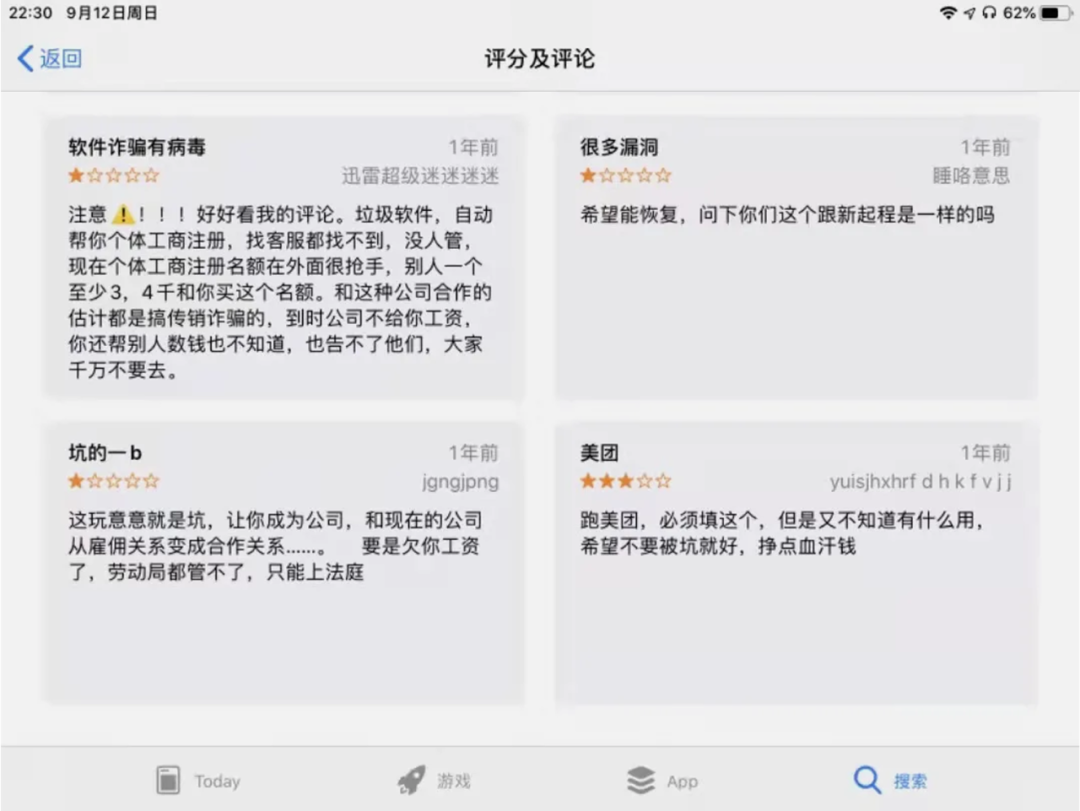 22:30 9月12日周日
62%
返回
评分及评论
软件诈骗有病毒
1年前
迅雷超级迷迷迷迷
注意⚠️！！！好好看我的评论。垃圾软件，自动
帮你个体工商注册，找客服都找不到，没人管，
现在个体工商注册名额在外面很抢手，别人一个
至少3，4千和你买这个名额。和这种公司合作的
估计都是搞传销诈骗的，到时公司不给你工资，
你还帮别人数钱也不知道，也告不了他们，大家
千万不要去。
很多漏洞
1年前
睡咯意思
希望能恢复，问下你们这个跟新起程是一样的吗
坑的一b
1年前
jgngjpng
这玩意意就是坑，让你成为公司，和现在的公司
从雇佣关系变成合作关系……。 要是欠你工资
了，劳动局都管不了，只能上法庭
美团
1年前
yuisjhxhrf d h k f v j j
跑美团，必须填这个，但是又不知道有什么用，
希望不要被坑就好，挣点血汗钱
Today
游戏
App
搜索